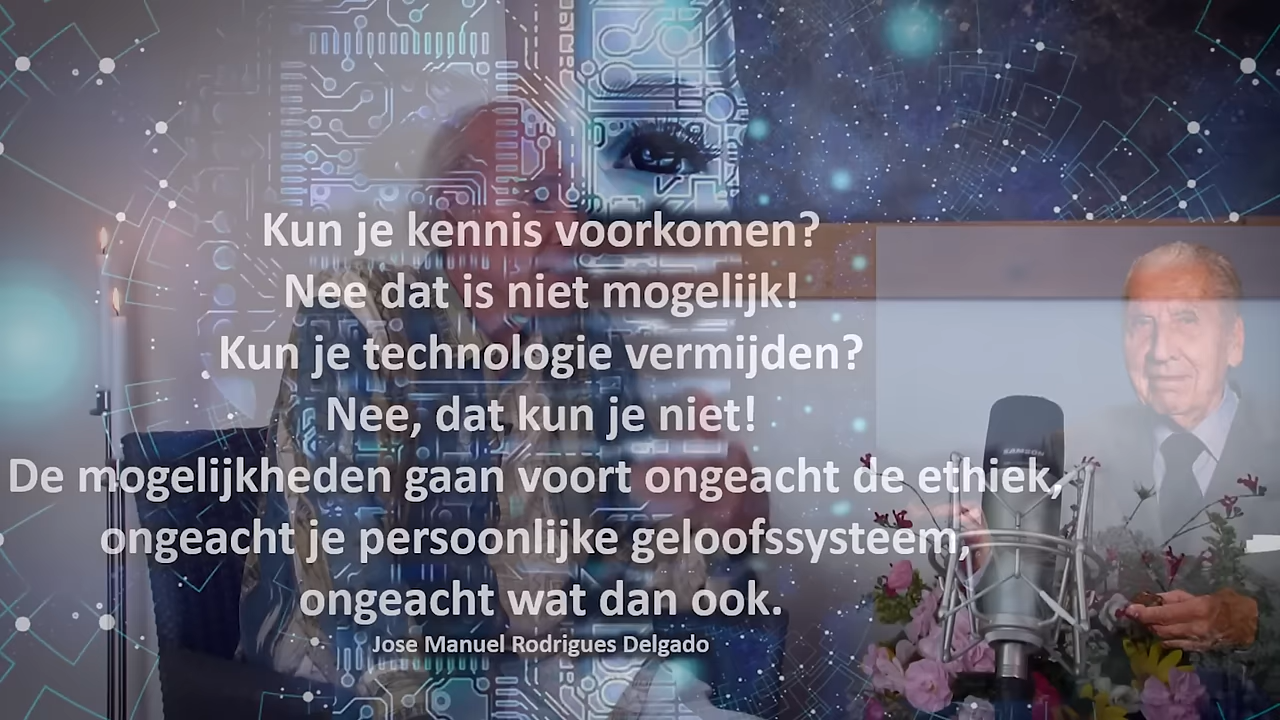 Kun je kennis voorkomen?
Nee dat is niet mogelijk!
Kun je technologie vermijden?
Nee, dat kun je niet!
De mogelijkheden gaan voort ongeacht de ethiek,
ongeacht je persoonlijke geloofssysteem,
ongeacht wat dan ook.
Jose Manuel Rodrigues Delgado
SAMSON